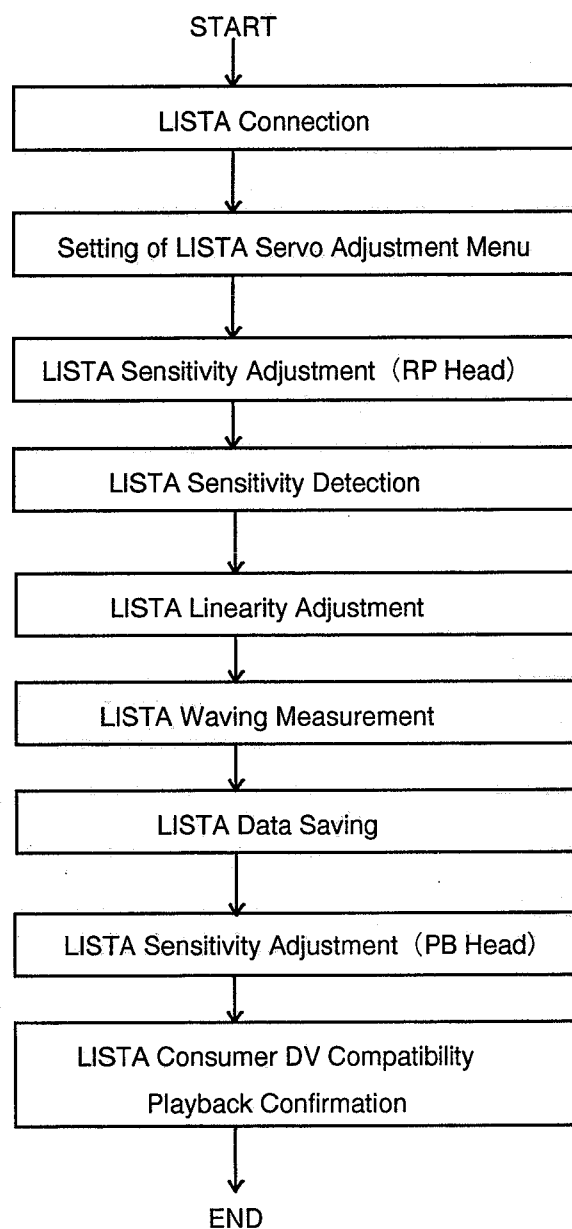 START
LISTA Connection
Setting of LISTA Servo Adjustment Menu
LISTA Sensitivity Adjustment（RP Head）
LISTA Sensitivity Detection
LISTA Linearity Adjustment
LISTA Waving Measurement
LISTA Data Saving
LISTA Sensitivity Adjustment（PB Head）
LISTA Consumer DV Compatibility
Playback Confirmation
END